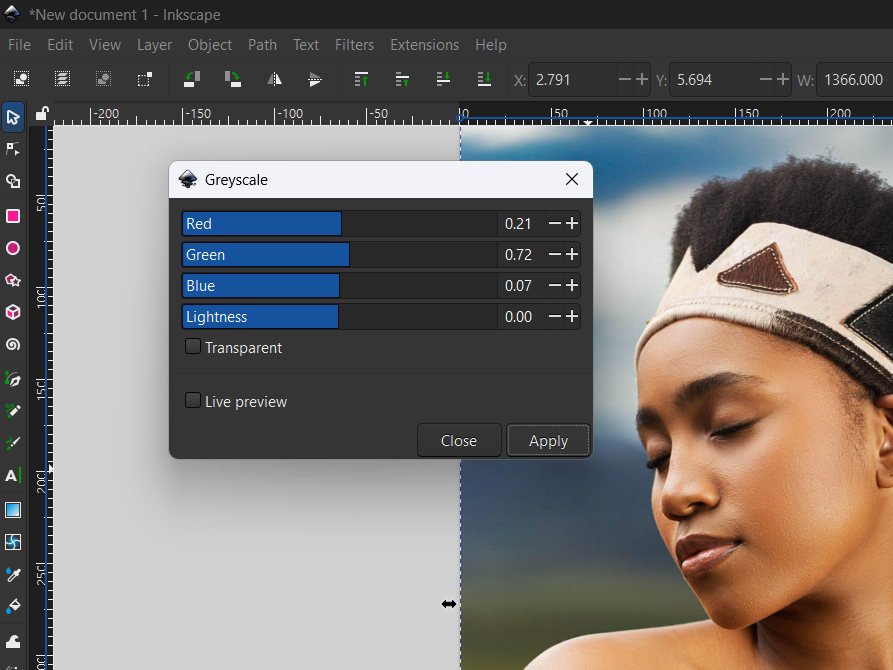 *New document 1 - Inkscape
File Edit View Layer Object Path Text Filters Extensions Help
X: 2.791 Y: 5.694 W: 1366.000
-200 -150 -100 -50 0 50 100 150 200
Greyscale
Red 0.21
Green 0.72
Blue 0.07
Lightness 0.00
Transparent
Live preview
Close Apply
50
100
150
200
250